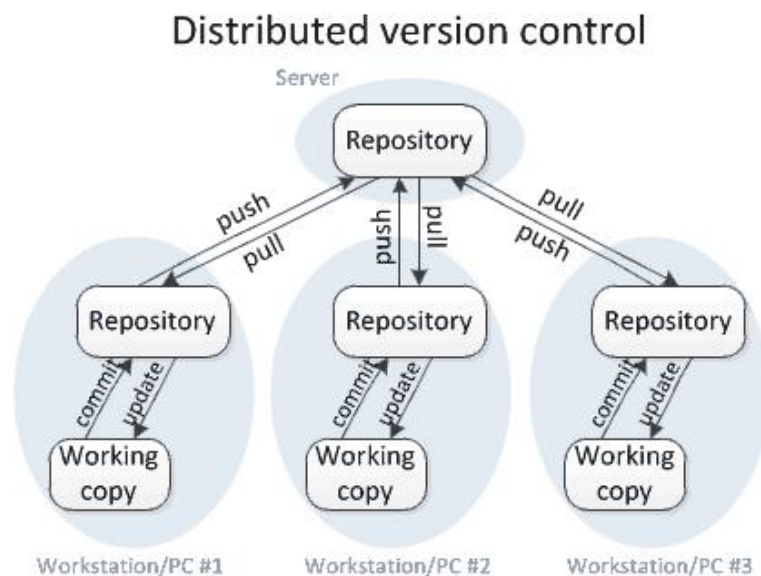 Distributed version control
Server
Repository
push
pull
push
pull
pull
push
Repository
Repository
Repository
commit
update
commit
update
commit
update
Working
copy
Working
copy
Working
copy
Workstation/PC #1
Workstation/PC #2
Workstation/PC #3